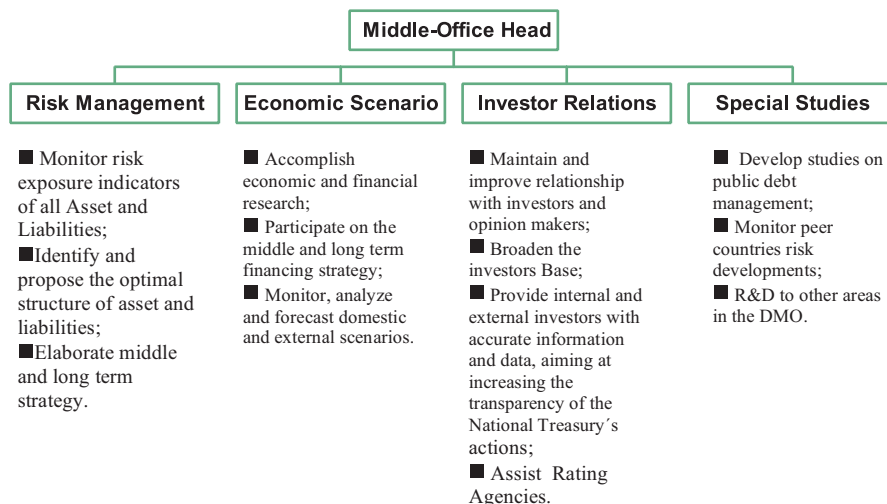 Middle-Office Head
Risk Management
Economic Scenario
Investor Relations
Special Studies
■ Monitor risk
exposure indicators
of all Asset and
Liabilities;
■Identify and
propose the optimal
structure of asset and
liabilities;
■Elaborate middle
and long term
strategy.
■ Accomplish
economic and financial
research;
■ Participate on the
middle and long term
financing strategy;
■ Monitor, analyze
and forecast domestic
and external scenarios.
■ Maintain and
improve relationship
with investors and
opinion makers;
■ Broaden the
investors Base;
■ Provide internal and
external investors with
accurate information
and data, aiming at
increasing the
transparency of the
National Treasury´s
actions;
■ Assist Rating
Agencies.
■ Develop studies on
public debt
management;
■ Monitor peer
countries risk
developments;
■ R&D to other areas
in the DMO.